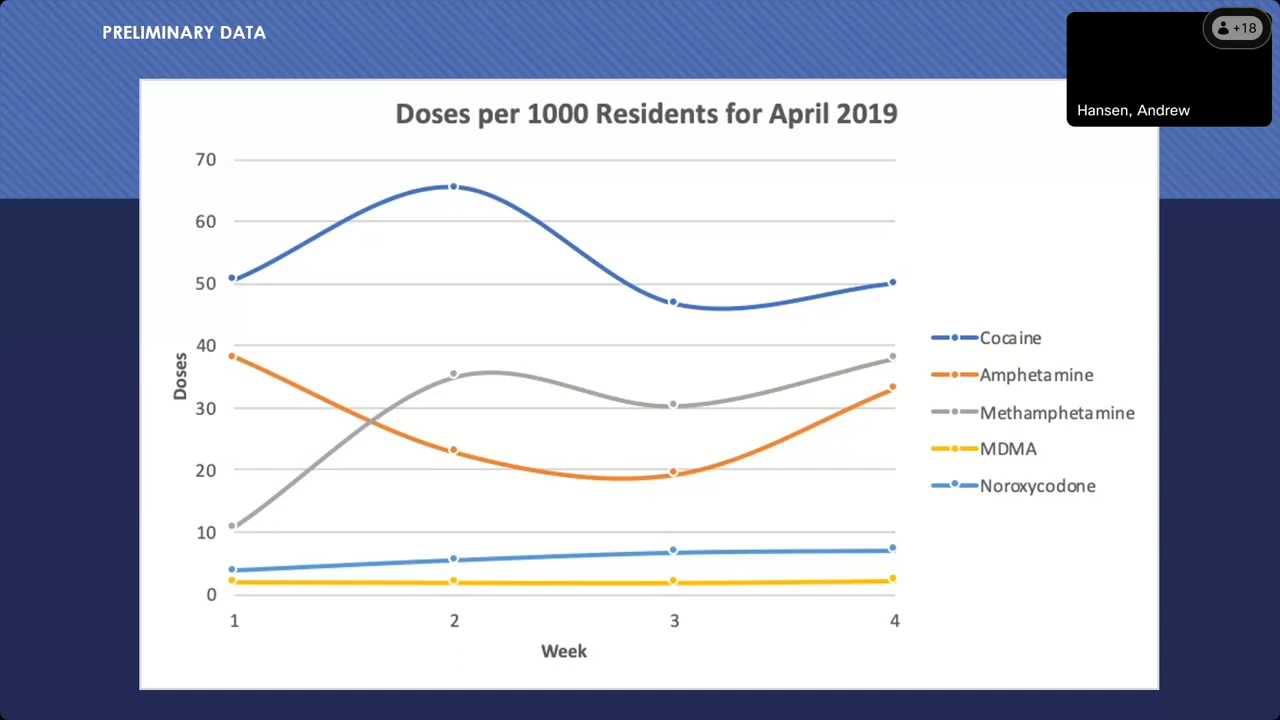 PRELIMINARY DATA
+18
Hansen, Andrew
Doses per 1000 Residents for April 2019
70
60
50
40
30
20
10
0
Doses
1 2 3 4
Week
Cocaine
Amphetamine
Methamphetamine
MDMA
Noroxycodone